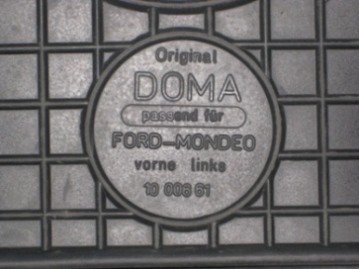 Original
DOMA
passend für
FORD-MONDEO
vorne links
10 008 61